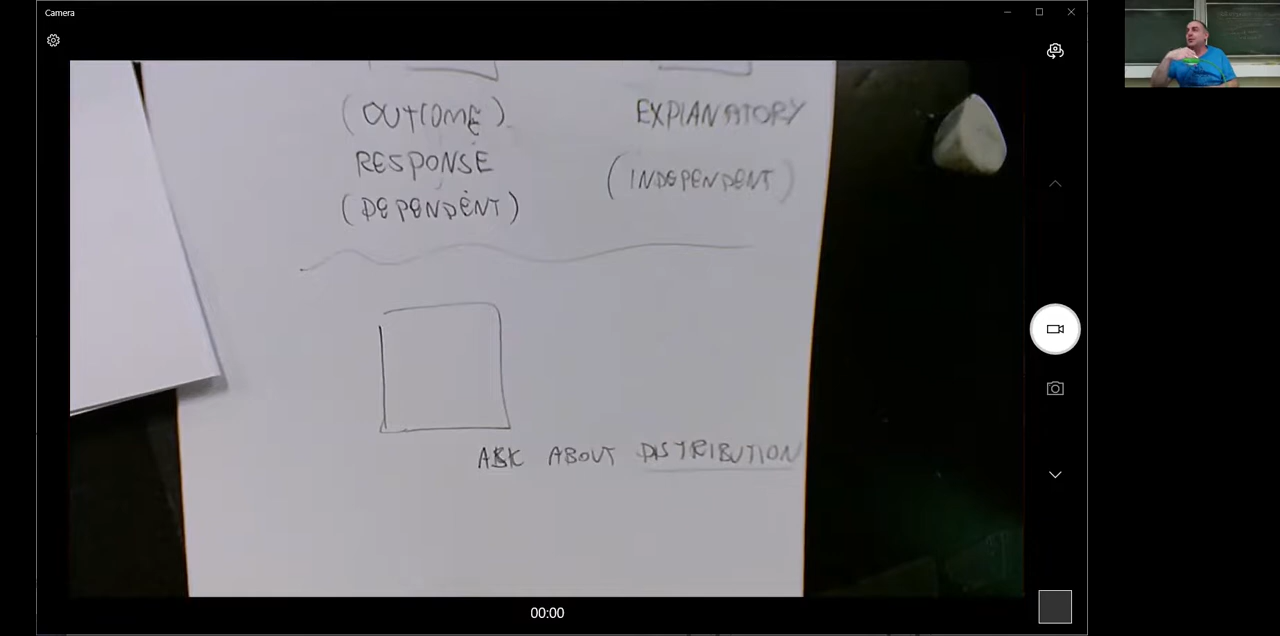 Camera
(OUTCOME) EXPLANATORY
RESPONSE (INDEPENDENT)
(DEPENDENT)
ASK ABOUT DISTRIBUTION
00:00